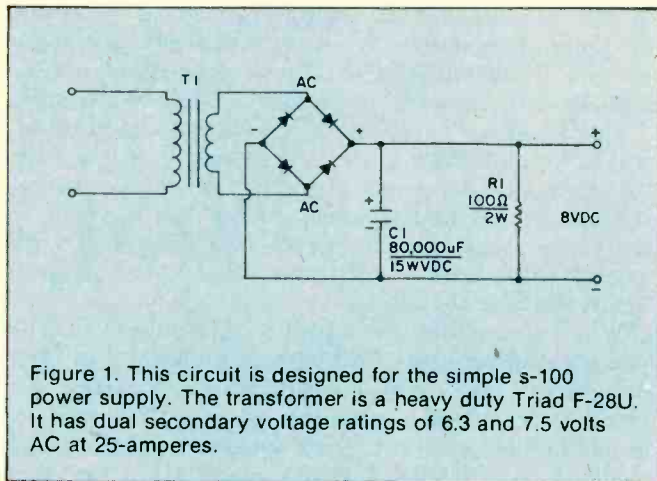 T1
AC
-
+
AC
+
-
C1
80,000uF
15WVDC
R1
100Ω
2W
+
8VDC
-
Figure 1. This circuit is designed for the simple s-100
power supply. The transformer is a heavy duty Triad F-28U.
It has dual secondary voltage ratings of 6.3 and 7.5 volts
AC at 25-amperes.